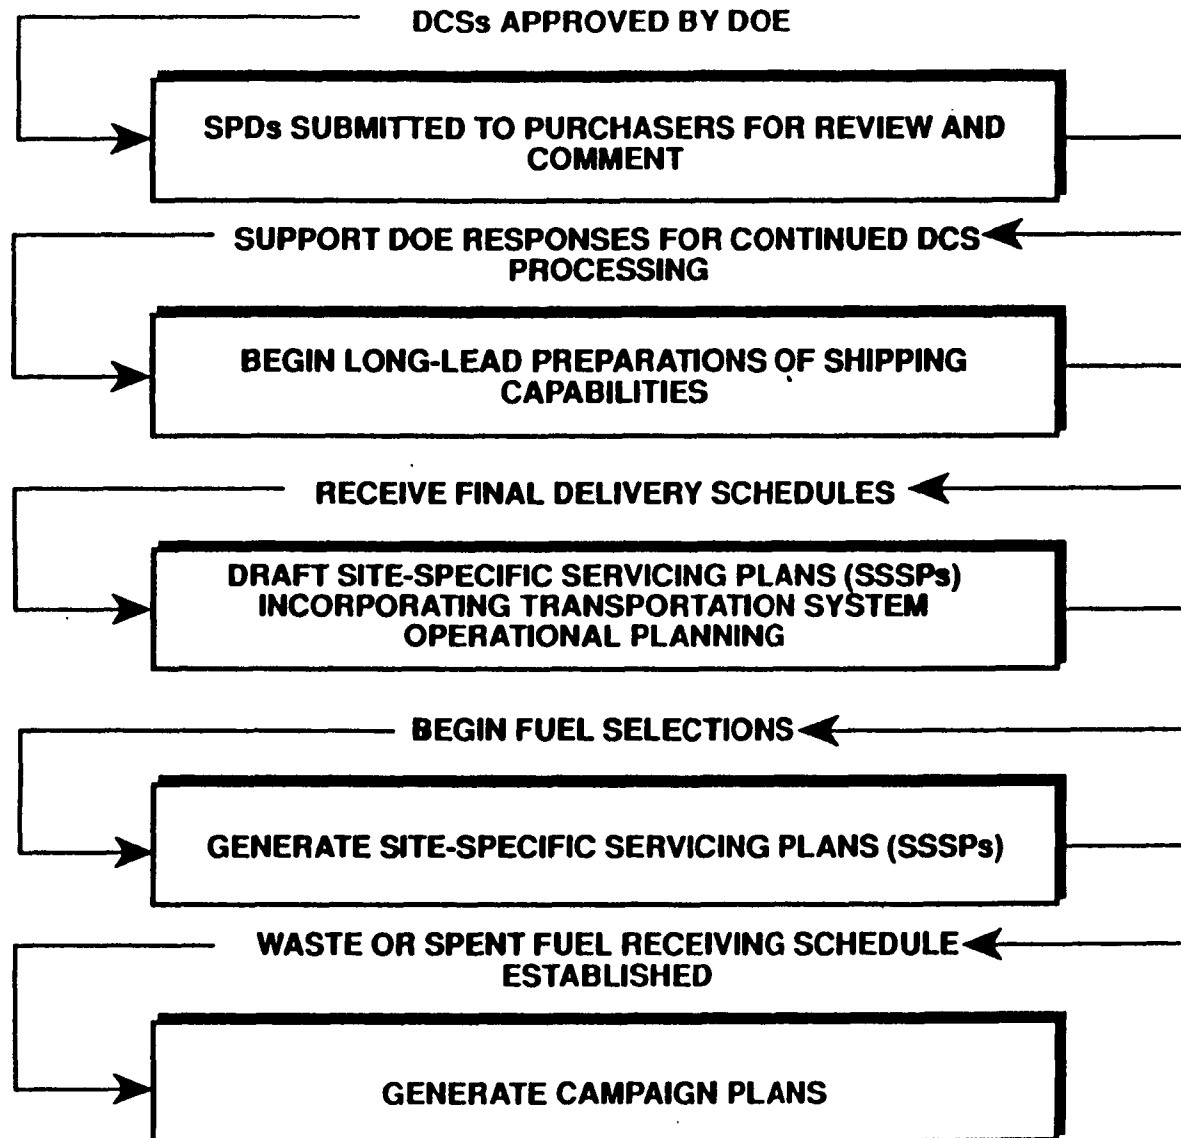 DCSs APPROVED BY DOE
SPDs SUBMITTED TO PURCHASERS FOR REVIEW AND
COMMENT
SUPPORT DOE RESPONSES FOR CONTINUED DCS
PROCESSING
BEGIN LONG-LEAD PREPARATIONS OF SHIPPING
CAPABILITIES
RECEIVE FINAL DELIVERY SCHEDULES
DRAFT SITE-SPECIFIC SERVICING PLANS (SSSPs)
INCORPORATING TRANSPORTATION SYSTEM
OPERATIONAL PLANNING
BEGIN FUEL SELECTIONS
GENERATE SITE-SPECIFIC SERVICING PLANS (SSSPs)
WASTE OR SPENT FUEL RECEIVING SCHEDULE
ESTABLISHED
GENERATE CAMPAIGN PLANS